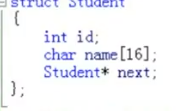 struct Student
{
int id;
char name[16];
Student* next;
};